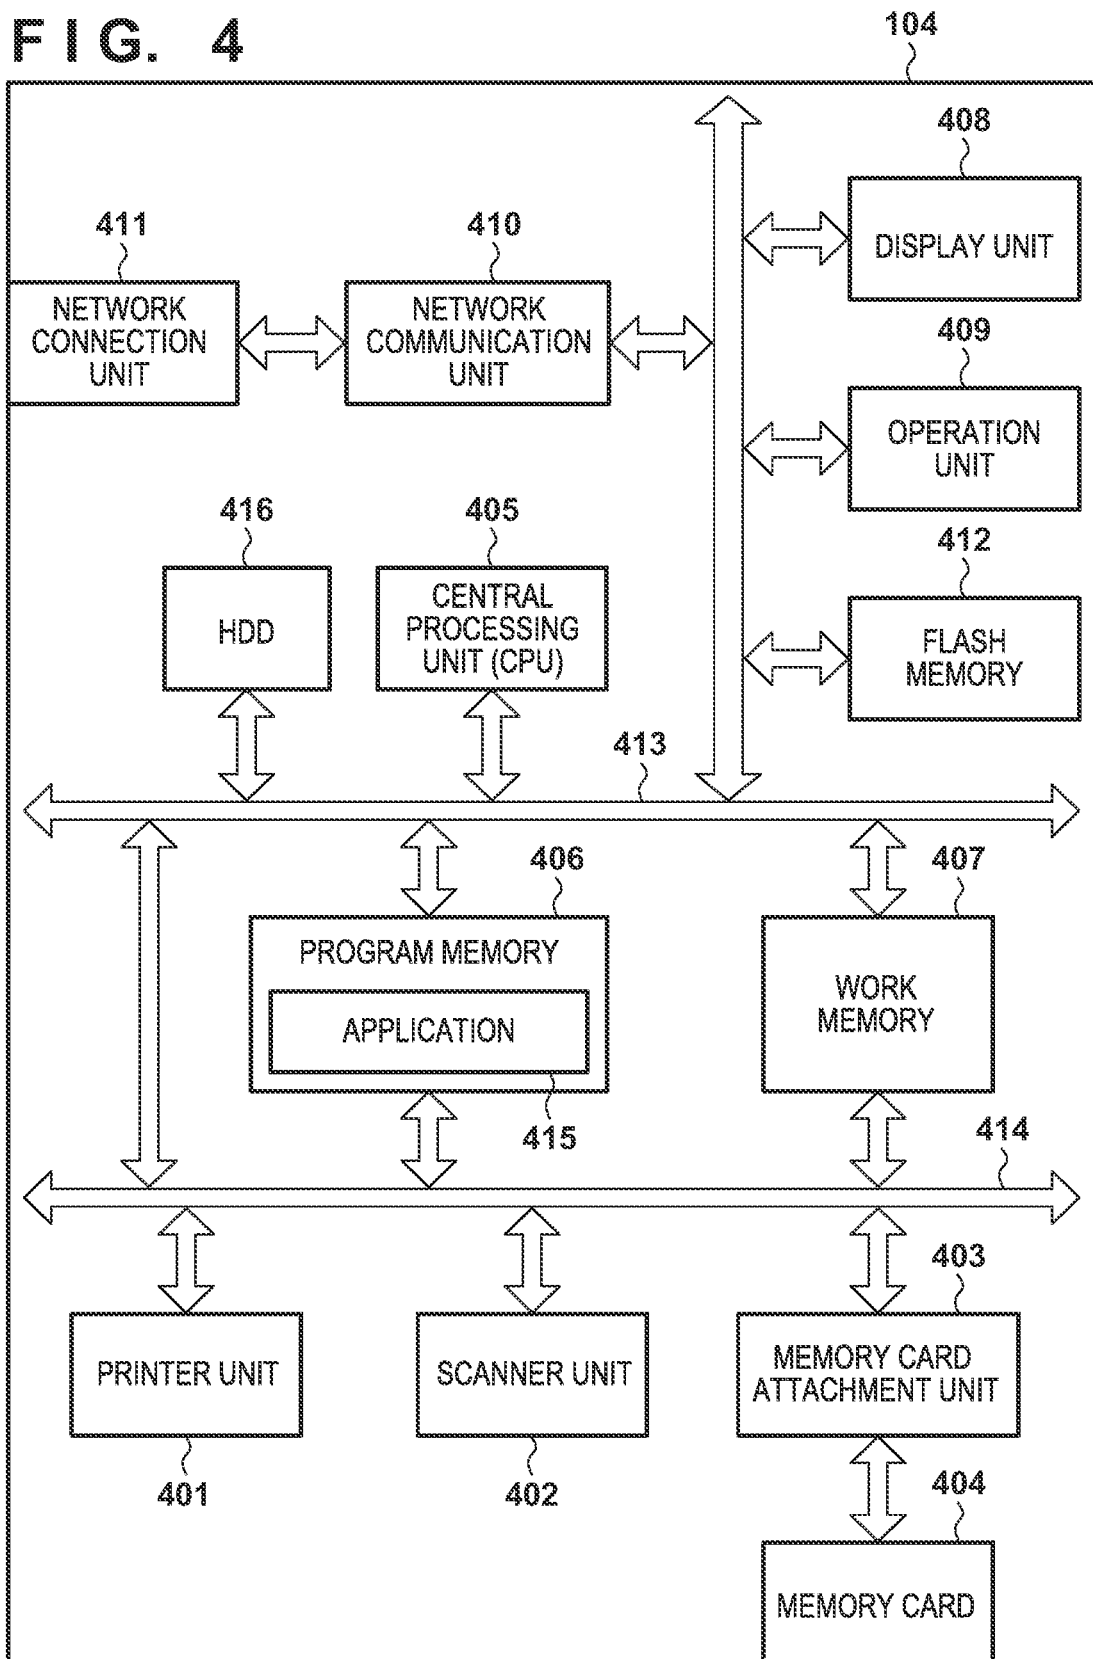 FIG. 4
104
408
DISPLAY UNIT
411
410
NETWORK
CONNECTION
UNIT
NETWORK
COMMUNICATION
UNIT
409
OPERATION
UNIT
416
405
412
HDD
CENTRAL
PROCESSING
UNIT (CPU)
FLASH
MEMORY
413
406
407
PROGRAM MEMORY
APPLICATION
WORK
MEMORY
415
414
403
PRINTER UNIT
SCANNER UNIT
MEMORY CARD
ATTACHMENT UNIT
401
402
404
MEMORY CARD